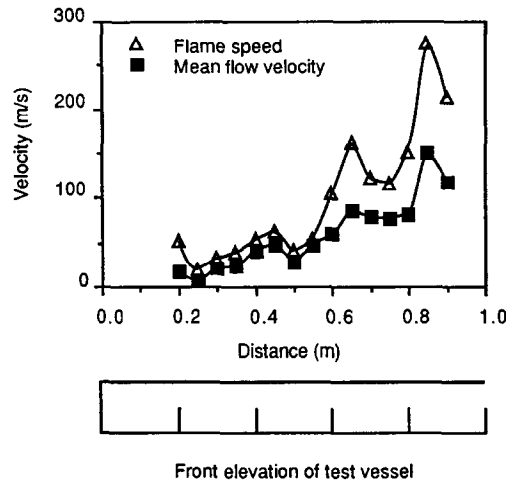 300
200
100
0
Velocity (m/s)
Flame speed
Mean flow velocity
0.0 0.2 0.4 0.6 0.8 1.0
Distance (m)
Front elevation of test vessel